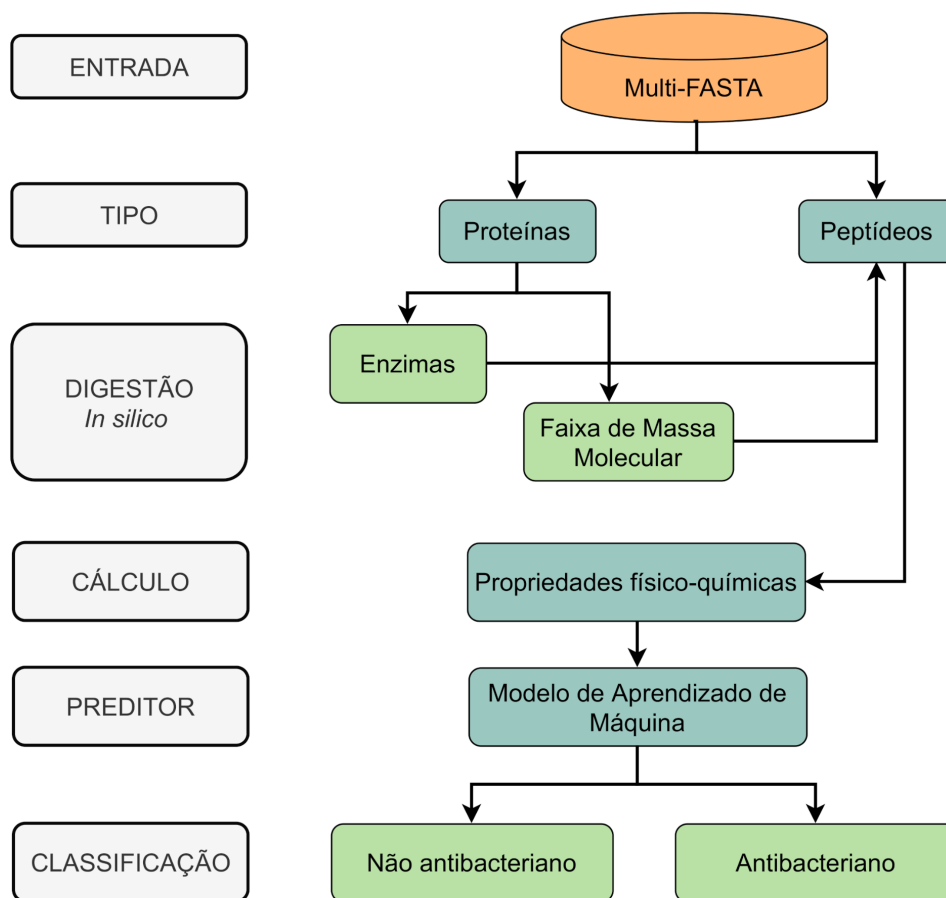 ENTRADA
Multi-FASTA
TIPO
Proteínas
Peptídeos
DIGESTÃO
In silico
Enzimas
Faixa de Massa
Molecular
CÁLCULO
Propriedades físico-químicas
PREDITOR
Modelo de Aprendizado de
Máquina
CLASSIFICAÇÃO
Não antibacteriano
Antibacteriano